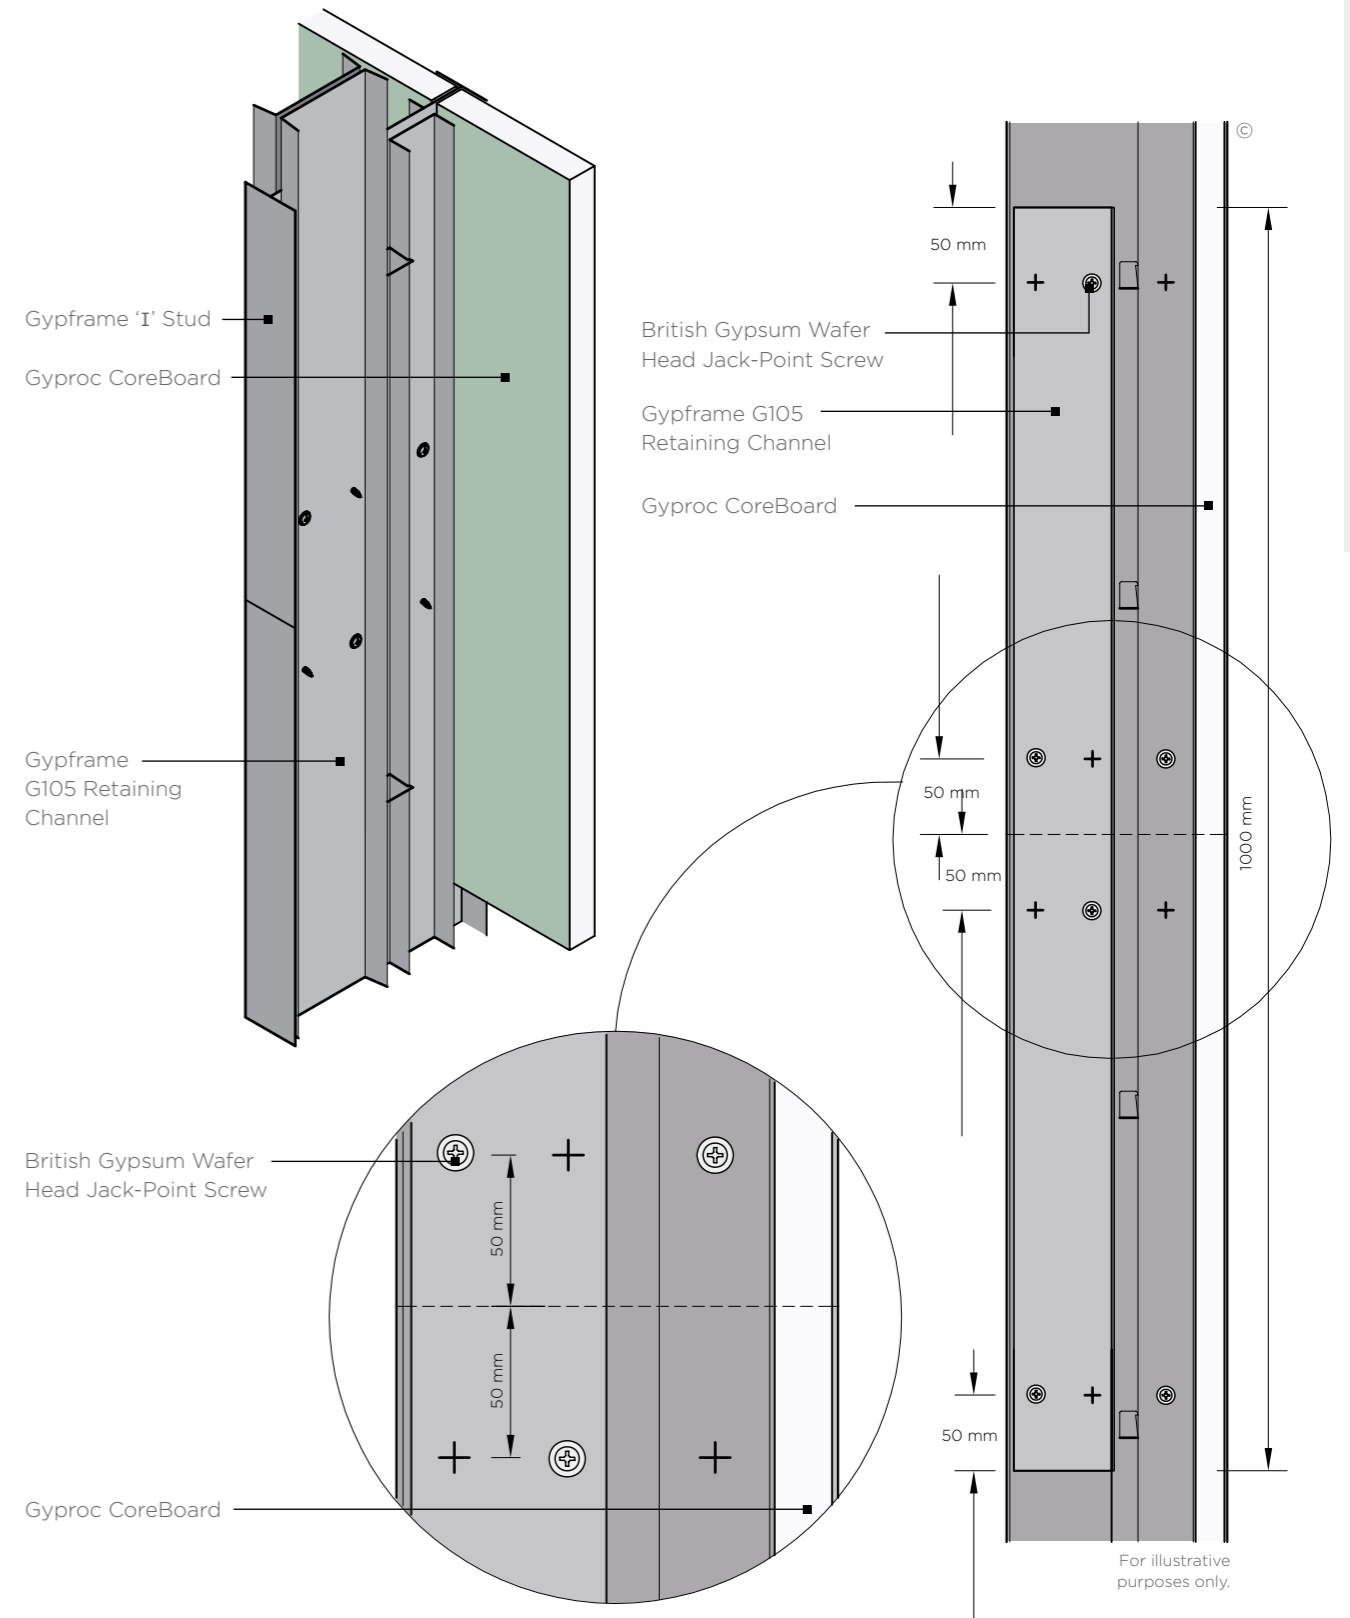 ©
50 mm
Gypframe ‘I’ Stud
Gyproc CoreBoard
British Gypsum Wafer
Head Jack-Point Screw
Gypframe G105
Retaining Channel
Gyproc CoreBoard
Gypframe
G105 Retaining
Channel
50 mm
50 mm
1000 mm
British Gypsum Wafer
Head Jack-Point Screw
50 mm
50 mm
50 mm
Gyproc CoreBoard
For illustrative
purposes only.